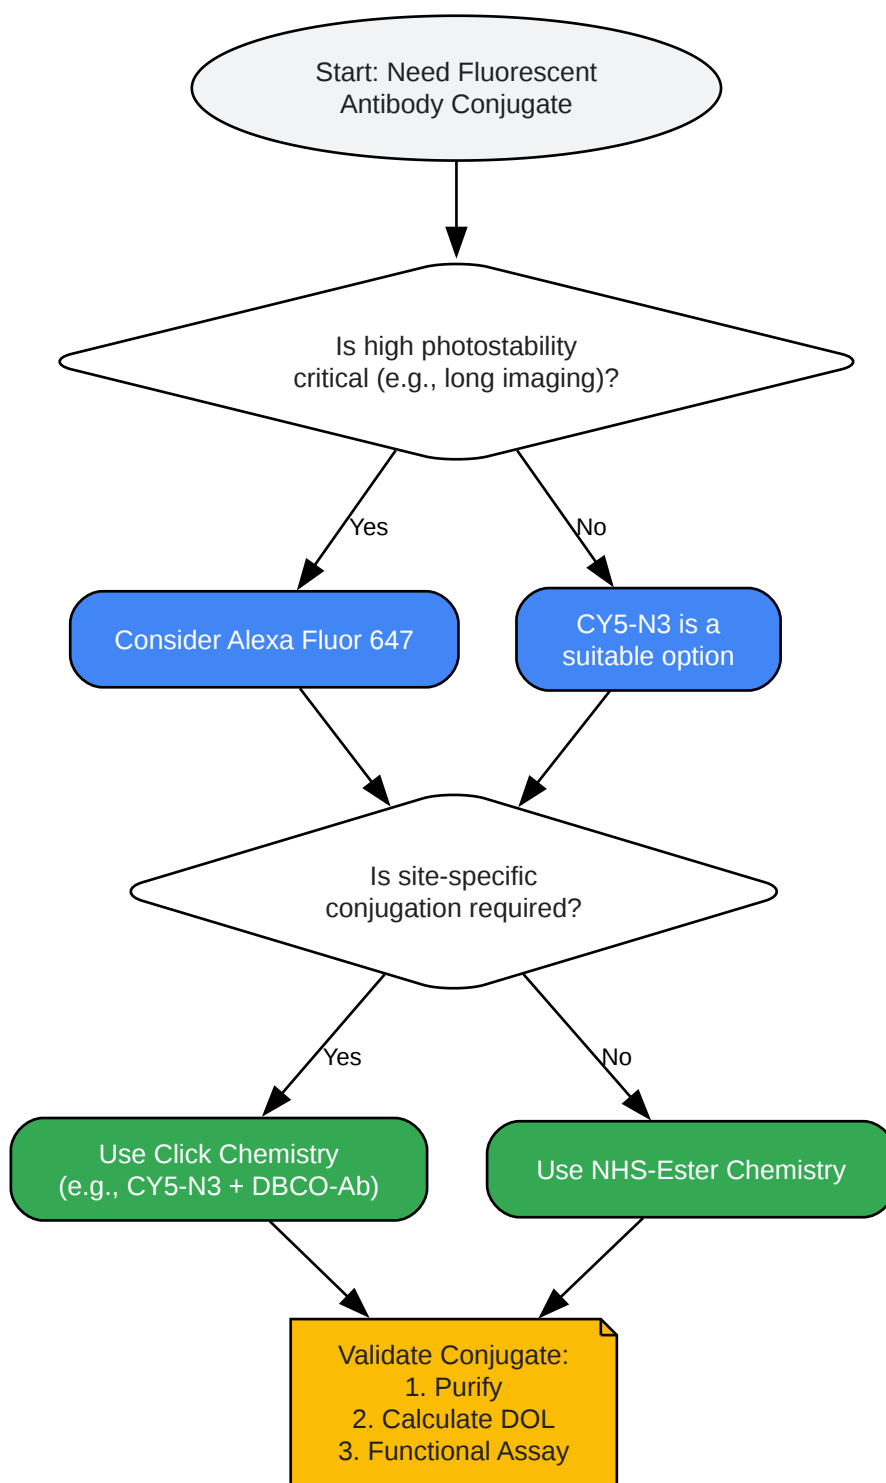 Start: Need Fluorescent
Antibody Conjugate
Is high photostability
critical (e.g., long imaging)?
Yes
No
Consider Alexa Fluor 647
CY5-N3 is a
suitable option
Is site-specific
conjugation required?
Yes
No
Use Click Chemistry
(e.g., CY5-N3 + DBCO-Ab)
Use NHS-Ester Chemistry
Validate Conjugate:
1. Purify
2. Calculate DOL
3. Functional Assay